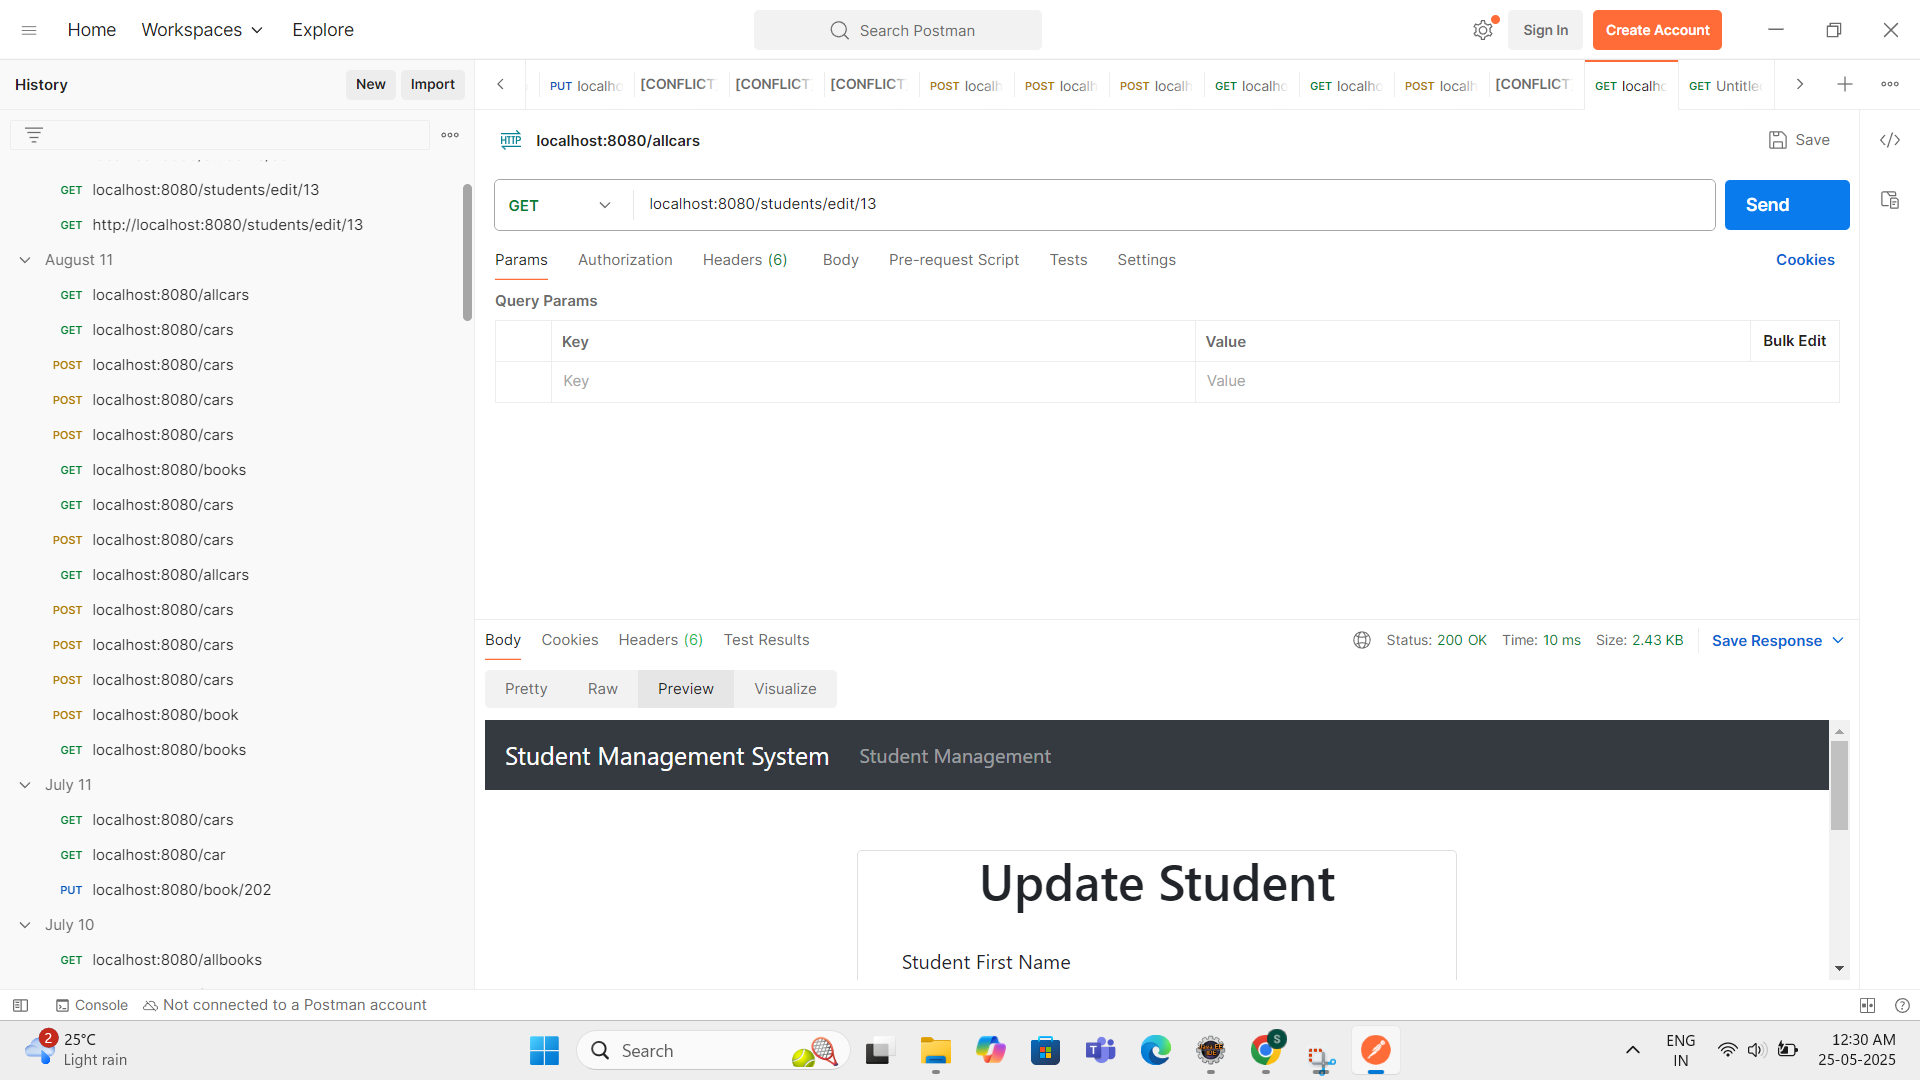 Home
Workspaces
Explore
Search Postman
Sign In
Create Account
History
New
Import
PUT localho
[CONFLICT
[CONFLICT
[CONFLICT
POST localh
POST localh
POST localh
GET localho
GET localho
POST localh
[CONFLICT
GET localho
GET Untitle
HTTP localhost:8080/allcars
Save
GET localhost:8080/students/edit/13
Send
Params Authorization Headers (6) Body Pre-request Script Tests Settings Cookies
Query Params
Key Value Bulk Edit
Key Value
GET localhost:8080/students/edit/13
GET http://localhost:8080/students/edit/13
August 11
GET localhost:8080/allcars
GET localhost:8080/cars
POST localhost:8080/cars
POST localhost:8080/cars
POST localhost:8080/cars
GET localhost:8080/books
GET localhost:8080/cars
POST localhost:8080/cars
GET localhost:8080/allcars
POST localhost:8080/cars
POST localhost:8080/cars
POST localhost:8080/cars
POST localhost:8080/book
GET localhost:8080/books
July 11
GET localhost:8080/cars
GET localhost:8080/car
PUT localhost:8080/book/202
July 10
GET localhost:8080/allbooks
Body Cookies Headers (6) Test Results
Status: 200 OK Time: 10 ms Size: 2.43 KB Save Response
Pretty Raw Preview Visualize
Student Management System Student Management
Update Student
Student First Name
Console Not connected to a Postman account
2
25°C
Light rain
Search
S
ENG
IN
12:30 AM
25-05-2025